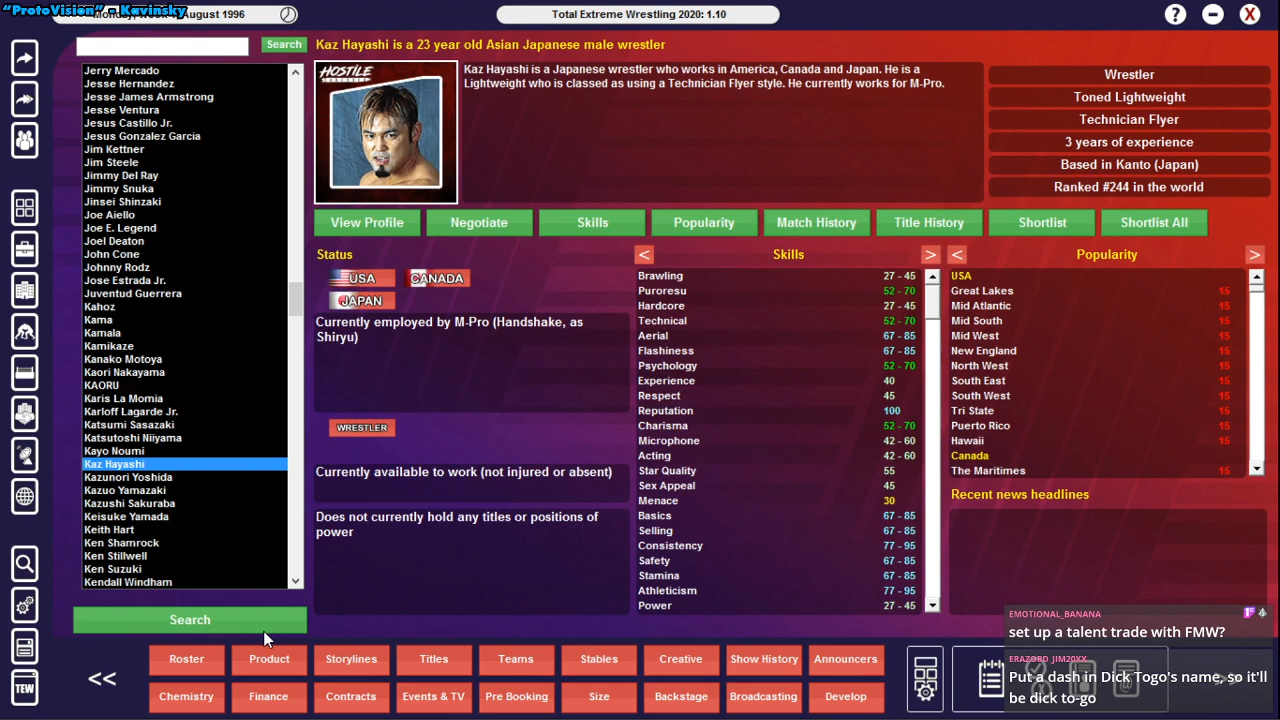 "ProtoVision" - Kavinsky
August 1996
Total Extreme Wrestling 2020: 1.10
?
X
Search
Kaz Hayashi is a 23 year old Asian Japanese male wrestler
Jerry Mercado
Jesse Hernandez
Jesse James Armstrong
Jesse Ventura
Jesus Castillo Jr.
Jesus Gonzalez Garcia
Jim Kettner
Jim Steele
Jimmy Del Ray
Jimmy Snuka
Jinsei Shinzaki
Joe Aiello
Joe E. Legend
Joel Deaton
John Cone
Johnny Rodz
Jose Estrada Jr.
Juventud Guerrera
Kahoz
Kama
Kamala
Kamikaze
Kanako Motoya
Kaori Nakayama
KAORU
Karis La Momia
Karloff Lagarde Jr.
Katsumi Sasazaki
Katsutoshi Niiyama
Kayo Noumi
Kaz Hayashi
Kazunori Yoshida
Kazuo Yamazaki
Kazushi Sakuraba
Keisuke Yamada
Keith Hart
Ken Shamrock
Ken Stillwell
Ken Suzuki
Kendall Windham
Search
HOSTILE
Kaz Hayashi is a Japanese wrestler who works in America, Canada and Japan. He is a
Lightweight who is classed as using a Technician Flyer style. He currently works for M-Pro.
Wrestler
Toned Lightweight
Technician Flyer
3 years of experience
Based in Kanto (Japan)
Ranked #244 in the world
View Profile
Negotiate
Skills
Popularity
Match History
Title History
Shortlist
Shortlist All
Status
USA
CANADA
JAPAN
Currently employed by M-Pro (Handshake, as
Shiryu)
WRESTLER
Currently available to work (not injured or absent)
Does not currently hold any titles or positions of
power
< Skills >
Brawling 27 - 45
Puroresu 52 - 70
Hardcore 27 - 45
Technical 52 - 70
Aerial 67 - 85
Flashiness 67 - 85
Psychology 52 - 70
Experience 40
Respect 45
Reputation 100
Charisma 52 - 70
Microphone 42 - 60
Acting 42 - 60
Star Quality 55
Sex Appeal 45
Menace 30
Basics 67 - 85
Selling 67 - 85
Consistency 77 - 95
Safety 67 - 85
Stamina 67 - 85
Athleticism 77 - 95
Power 27 - 45
< Popularity >
USA
Great Lakes 15
Mid Atlantic 15
Mid South 15
Mid West 15
New England 15
North West 15
South East 15
South West 15
Tri State 15
Puerto Rico 15
Hawaii 15
Canada
The Maritimes 15
Recent news headlines
EMOTIONAL_BANANA
set up a talent trade with FMW?
ERAZORD_JIM20XX
Put a dash in Dick Togo's name, so it'll
be dick to-go
TEW
<<
Roster
Product
Storylines
Titles
Teams
Stables
Creative
Show History
Announcers
Chemistry
Finance
Contracts
Events & TV
Pre Booking
Size
Backstage
Broadcasting
Develop